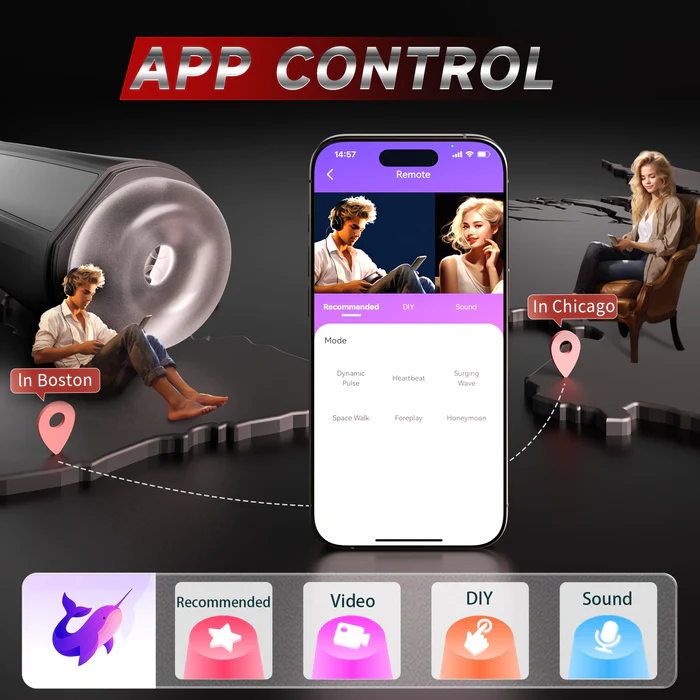 APP CONTROL
14:57
Remote
Recommended DIY Sound
Mode
Dynamic
Pulse
Heartbeat
Surging
Wave
Space Walk
Foreplay
Honeymoon
In Boston
In Chicago
Recommended
Video
DIY
Sound